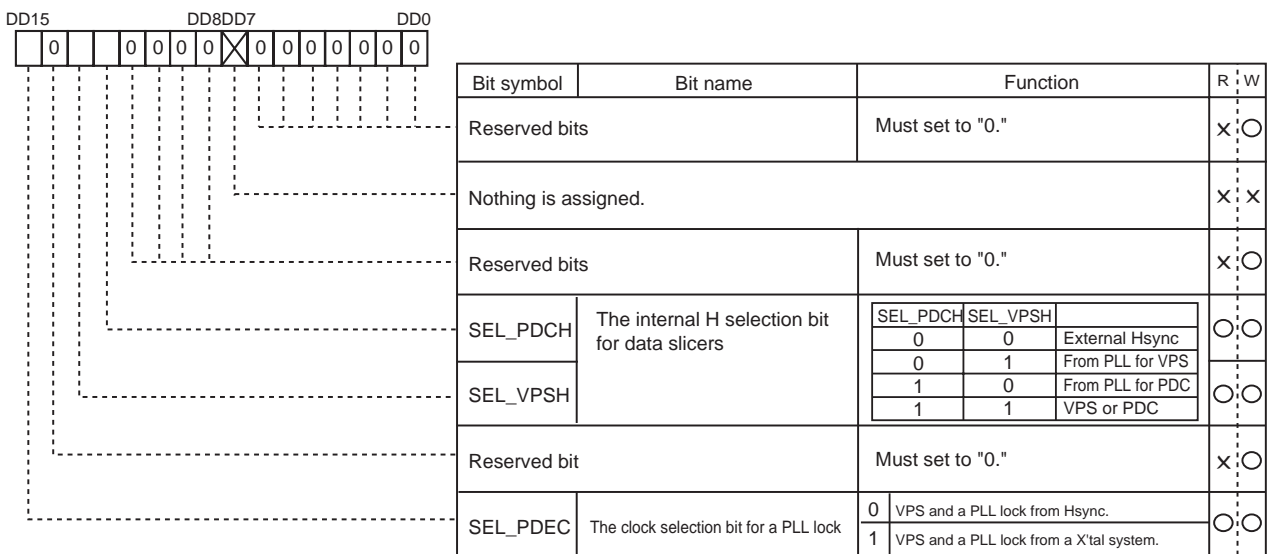 DD15 DD8DD7 DD0
0 0 0 0 0 0 0 0 0 0 0 0
Bit symbol Bit name Function R W
Reserved bits Must set to "0." × ○
Nothing is assigned. × ×
Reserved bits Must set to "0." × ○
SEL_PDCH The internal H selection bit for data slicers ○ ○
SEL_PDCH SEL_VPSH
0 0 External Hsync
0 1 From PLL for VPS
1 0 From PLL for PDC
1 1 VPS or PDC
SEL_VPSH ○ ○
Reserved bit Must set to "0." × ○
SEL_PDEC The clock selection bit for a PLL lock ○ ○
0 VPS and a PLL lock from Hsync.
1 VPS and a PLL lock from a X'tal system.